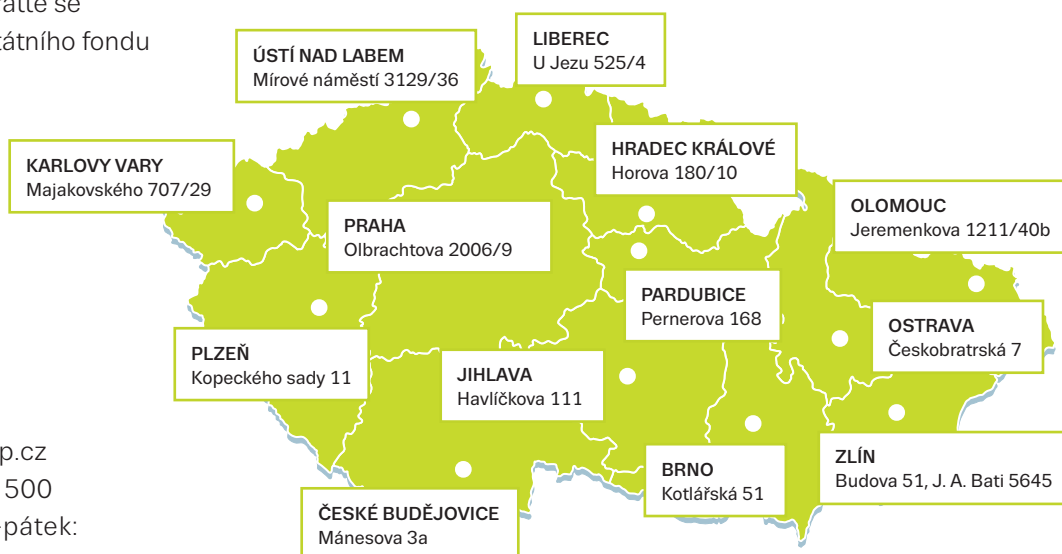 se
tátního fondu
ÚSTÍ NAD LABEM
Mírové náměstí 3129/36
LIBEREC
U Jezu 525/4
KARLOVY VARY
Majakovského 707/29
HRADEC KRÁLOVÉ
Horova 180/10
PRAHA
Olbrachtova 2006/9
OLOMOUC
Jeremenkova 1211/40b
PARDUBICE
Pernerova 168
OSTRAVA
Českobratrská 7
PLZEŇ
Kopeckého sady 11
JIHLAVA
Havlíčkova 111
BRNO
Kotlářská 51
ZLÍN
Budova 51, J. A. Bati 5645
ČESKÉ BUDĚJOVICE
Mánesova 3a
p.cz
500
pátek: